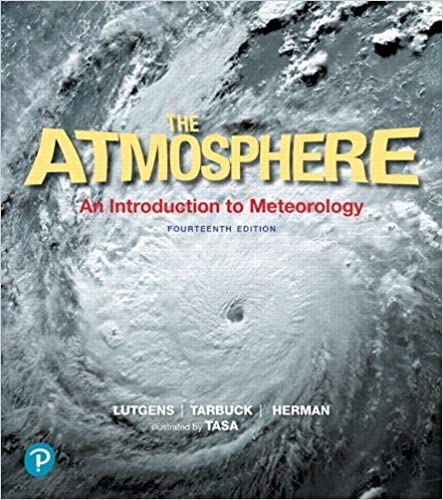 THE
ATMOSPHERE
An Introduction to Meteorology
FOURTEENTH EDITION
LUTGENS | TARBUCK | HERMAN
illustrated by TASA
P